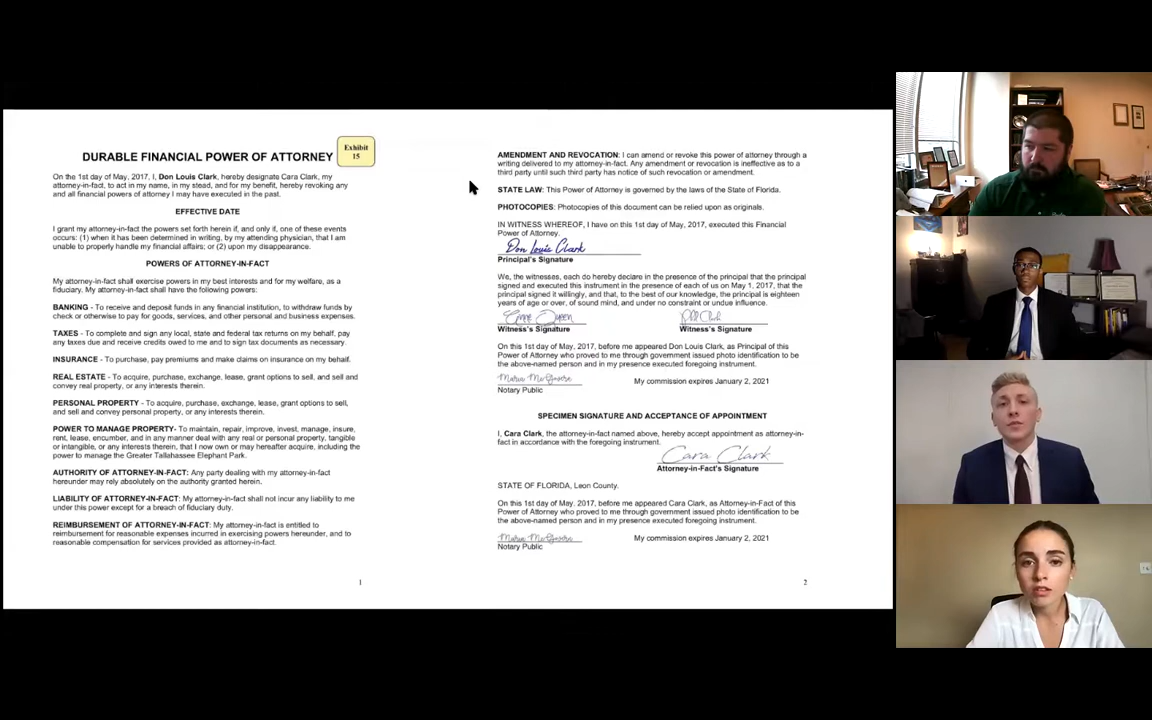 DURABLE FINANCIAL POWER OF ATTORNEY
Exhibit
15
On the 1st day of May, 2017, I, Don Louis Clark, hereby designate Cara Clark, my
attorney-in-fact, to act in my name, in my stead, and for my benefit, hereby revoking any
and all financial powers of attorney I may have executed in the past.
EFFECTIVE DATE
I grant my attorney-in-fact the powers set forth herein if, and only if, one of these events
occurs: (1) when it has been determined in writing, by my attending physician, that I am
unable to properly handle my financial affairs; or (2) upon my disappearance.
POWERS OF ATTORNEY-IN-FACT
My attorney-in-fact shall exercise powers in my best interests and for my welfare, as a
fiduciary. My attorney-in-fact shall have the following powers:
BANKING - To receive and deposit funds in any financial institution, to withdraw funds by
check or otherwise to pay for goods, services, and other personal and business expenses.
TAXES - To complete and sign any local, state and federal tax returns on my behalf, pay
any taxes due and receive credits owed to me and to sign tax documents as necessary.
INSURANCE - To purchase, pay premiums and make claims on insurance on my behalf.
REAL ESTATE - To acquire, purchase, exchange, lease, grant options to sell, and sell and
convey real property, or any interests therein.
PERSONAL PROPERTY - To acquire, purchase, exchange, lease, grant options to sell,
and sell and convey personal property, or any interests therein.
POWER TO MANAGE PROPERTY- To maintain, repair, improve, invest, manage, insure,
rent, lease, encumber, and in any manner deal with any real or personal property, tangible
or intangible, or any interests therein, that I now own or may hereafter acquire, including the
power to manage the Greater Tallahassee Elephant Park.
AUTHORITY OF ATTORNEY-IN-FACT: Any party dealing with my attorney-in-fact
hereunder may rely absolutely on the authority granted herein.
LIABILITY OF ATTORNEY-IN-FACT: My attorney-in-fact shall not incur any liability to me
under this power except for a breach of fiduciary duty.
REIMBURSEMENT OF ATTORNEY-IN-FACT: My attorney-in-fact is entitled to
reimbursement for reasonable expenses incurred in exercising powers hereunder, and to
reasonable compensation for services provided as attorney-in-fact.
1
AMENDMENT AND REVOCATION: I can amend or revoke this power of attorney through a
writing delivered to my attorney-in-fact. Any amendment or revocation is ineffective as to a
third party until such third party has notice of such revocation or amendment.
STATE LAW: This Power of Attorney is governed by the laws of the State of Florida.
PHOTOCOPIES: Photocopies of this document can be relied upon as originals.
IN WITNESS WHEREOF, I have on this 1st day of May, 2017, executed this Financial
Power of Attorney.
Don Louis Clark
Principal's Signature
We, the witnesses, each do hereby declare in the presence of the principal that the principal
signed and executed this instrument in the presence of each of us on May 1, 2017, that the
principal signed it willingly, and that, to the best of our knowledge, the principal is eighteen
years of age or over, of sound mind, and under no constraint or undue influence.
Witness's Signature Witness's Signature
On this 1st day of May, 2017, before me appeared Don Louis Clark, as Principal of this
Power of Attorney who proved to me through government issued photo identification to be
the above-named person and in my presence executed foregoing instrument.
My commission expires January 2, 2021
Notary Public
SPECIMEN SIGNATURE AND ACCEPTANCE OF APPOINTMENT
I, Cara Clark, the attorney-in-fact named above, hereby accept appointment as attorney-in-
fact in accordance with the foregoing instrument.
Cara Clark
Attorney-in-Fact's Signature
STATE OF FLORIDA, Leon County.
On this 1st day of May, 2017, before me appeared Cara Clark, as Attorney-in-Fact of this
Power of Attorney who proved to me through government issued photo identification to be
the above-named person and in my presence executed foregoing instrument.
My commission expires January 2, 2021
Notary Public
2